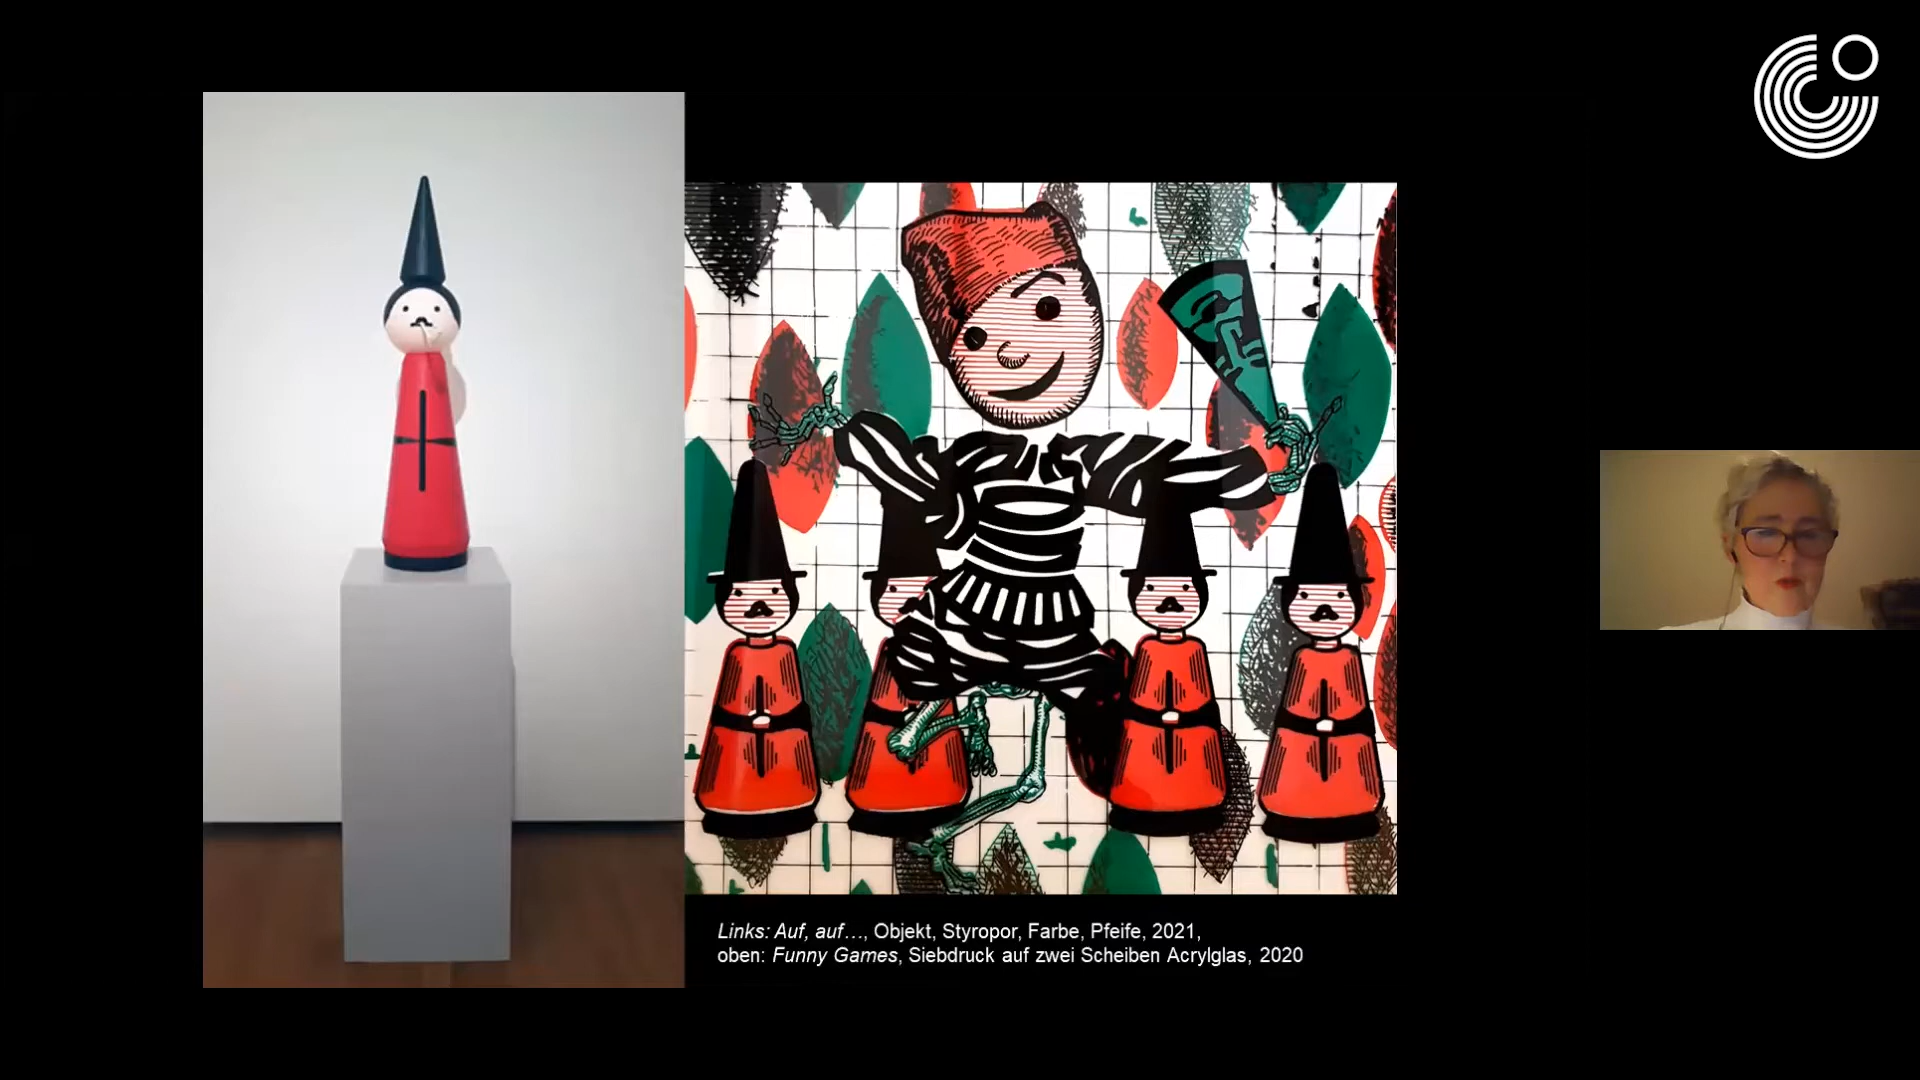 Links: Auf, auf…, Objekt, Styropor, Farbe, Pfeife, 2021,
oben: Funny Games, Siebdruck auf zwei Scheiben Acrylglas, 2020